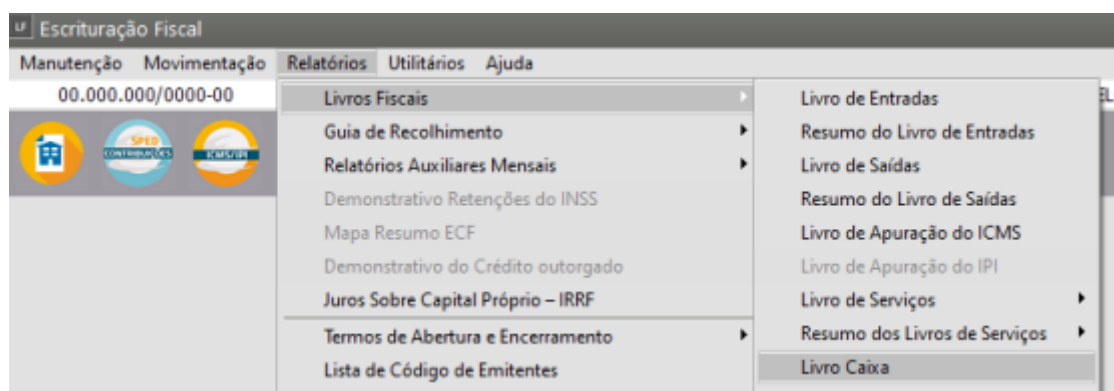 LF Escrituração Fiscal
Manutenção Movimentação Relatórios Utilitários Ajuda
00.000.000/0000-00
EL
SPED
CONTRIBUIÇÕES
ICMS/IPI
Livros Fiscais
Guia de Recolhimento
Relatórios Auxiliares Mensais
Demonstrativo Retenções do INSS
Mapa Resumo ECF
Demonstrativo do Crédito outorgado
Juros Sobre Capital Próprio – IRRF
Termos de Abertura e Encerramento
Lista de Código de Emitentes
Livro de Entradas
Resumo do Livro de Entradas
Livro de Saídas
Resumo do Livro de Saídas
Livro de Apuração do ICMS
Livro de Apuração do IPI
Livro de Serviços
Resumo dos Livros de Serviços
Livro Caixa